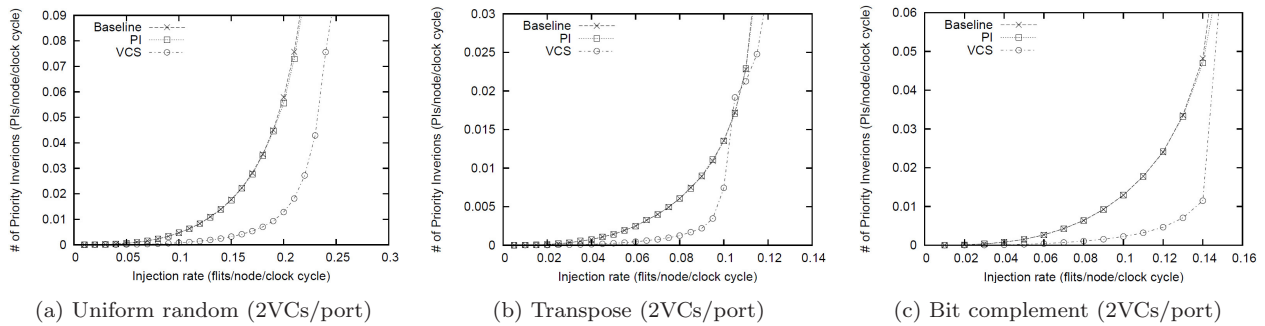 # of Priority Inverions (PIs/node/clock cycle)
0.09
0.08
0.07
0.06
0.05
0.04
0.03
0.02
0.01
0
Baseline
PI
VCS
0 0.05 0.1 0.15 0.2 0.25 0.3
Injection rate (flits/node/clock cycle)
(a) Uniform random (2VCs/port)
# of Priority Inverions (PIs/node/clock cycle)
0.03
0.025
0.02
0.015
0.01
0.005
0
Baseline
PI
VCS
0 0.02 0.04 0.06 0.08 0.1 0.12 0.14
Injection rate (flits/node/clock cycle)
(b) Transpose (2VCs/port)
# of Priority Inverions (PIs/node/clock cycle)
0.06
0.05
0.04
0.03
0.02
0.01
0
Baseline
PI
VCS
0 0.02 0.04 0.06 0.08 0.1 0.12 0.14 0.16
Injection rate (flits/node/clock cycle)
(c) Bit complement (2VCs/port)